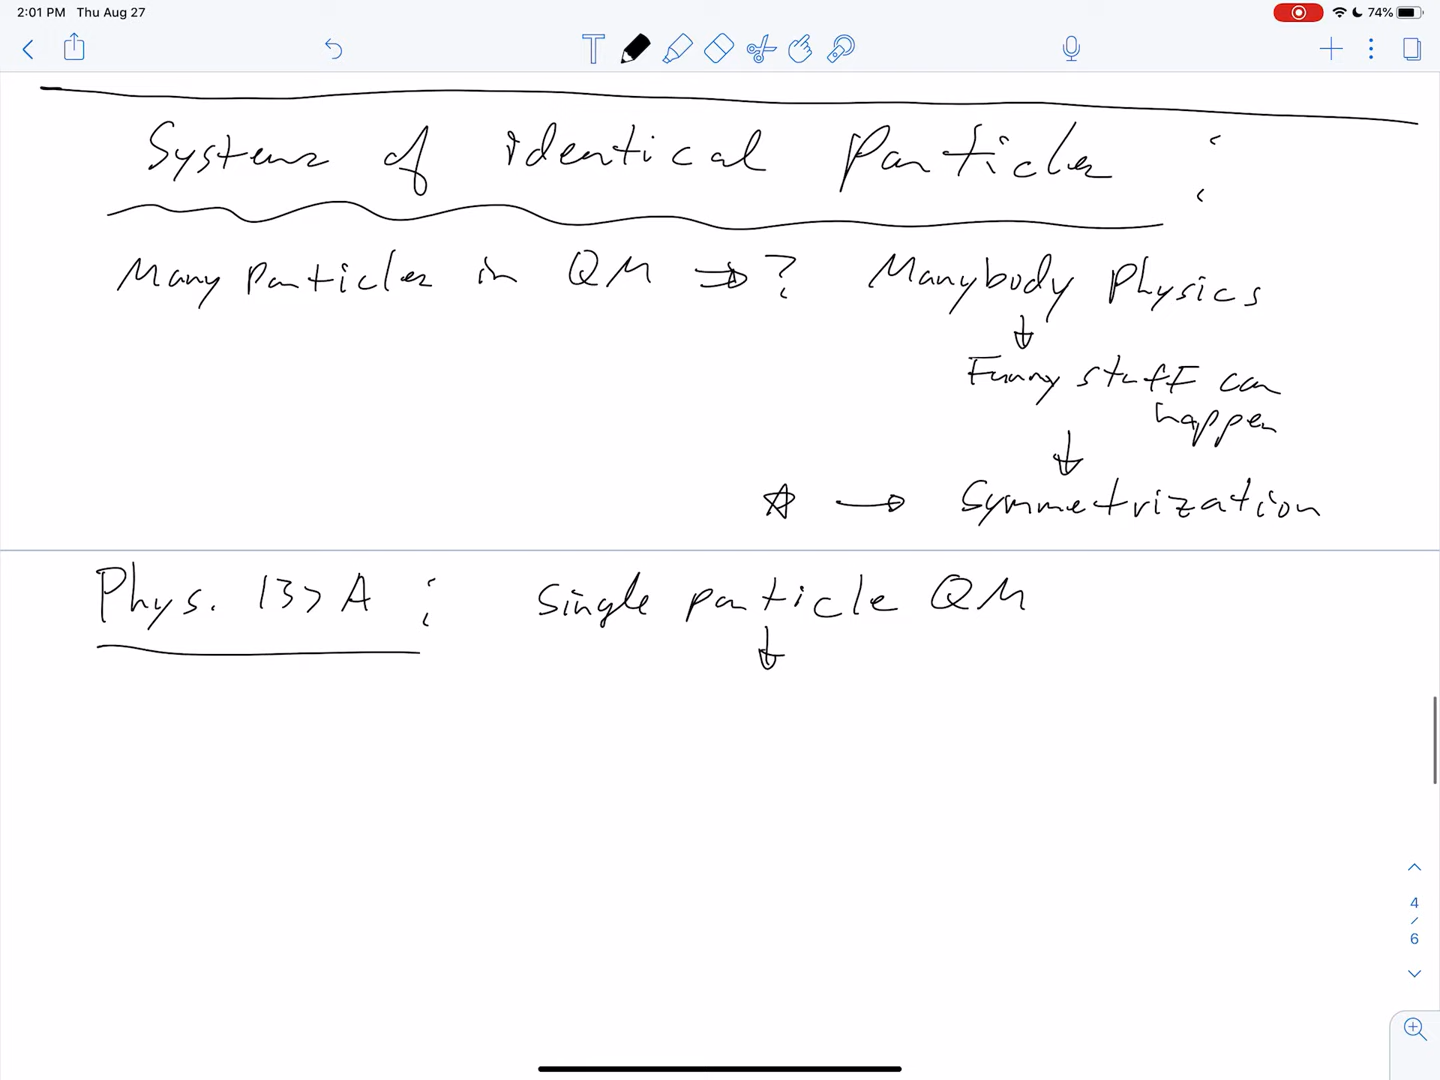 2:01 PM Thu Aug 27
74%
T
Systems of identical Particles :
Many Particles in QM → ? Manybody Physics
↓
Funny stuff can
happen
↓
☆ → Symmetrization
Phys. 137A : Single particle QM
↓
4
/
6